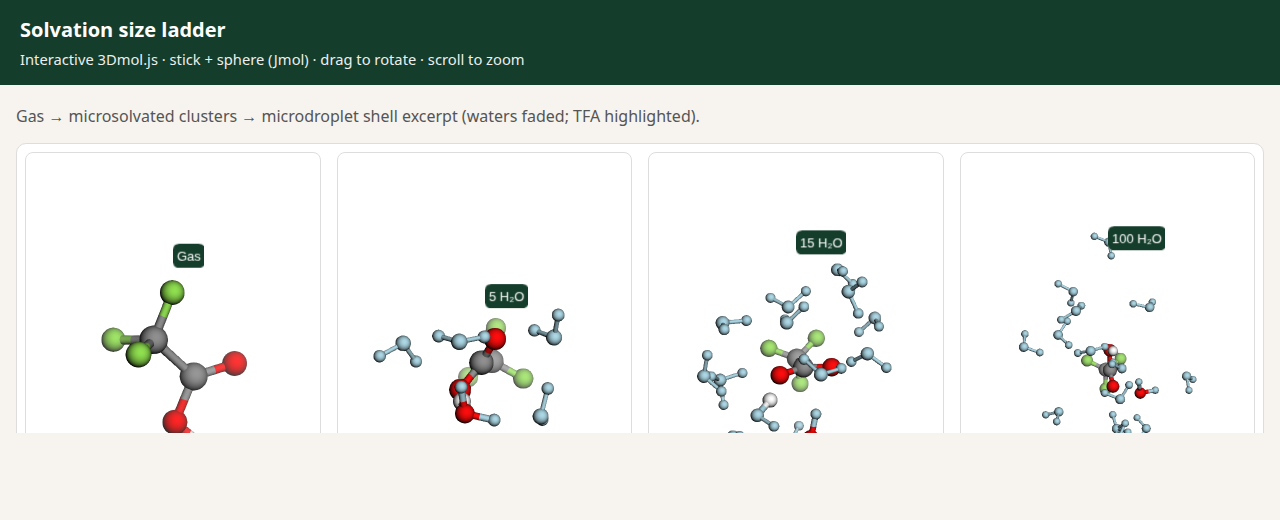 Solvation size ladder
Interactive 3Dmol.js · stick + sphere (Jmol) · drag to rotate · scroll to zoom
Gas → microsolvated clusters → microdroplet shell excerpt (waters faded; TFA highlighted).
Gas
5 H₂O
15 H₂O
100 H₂O